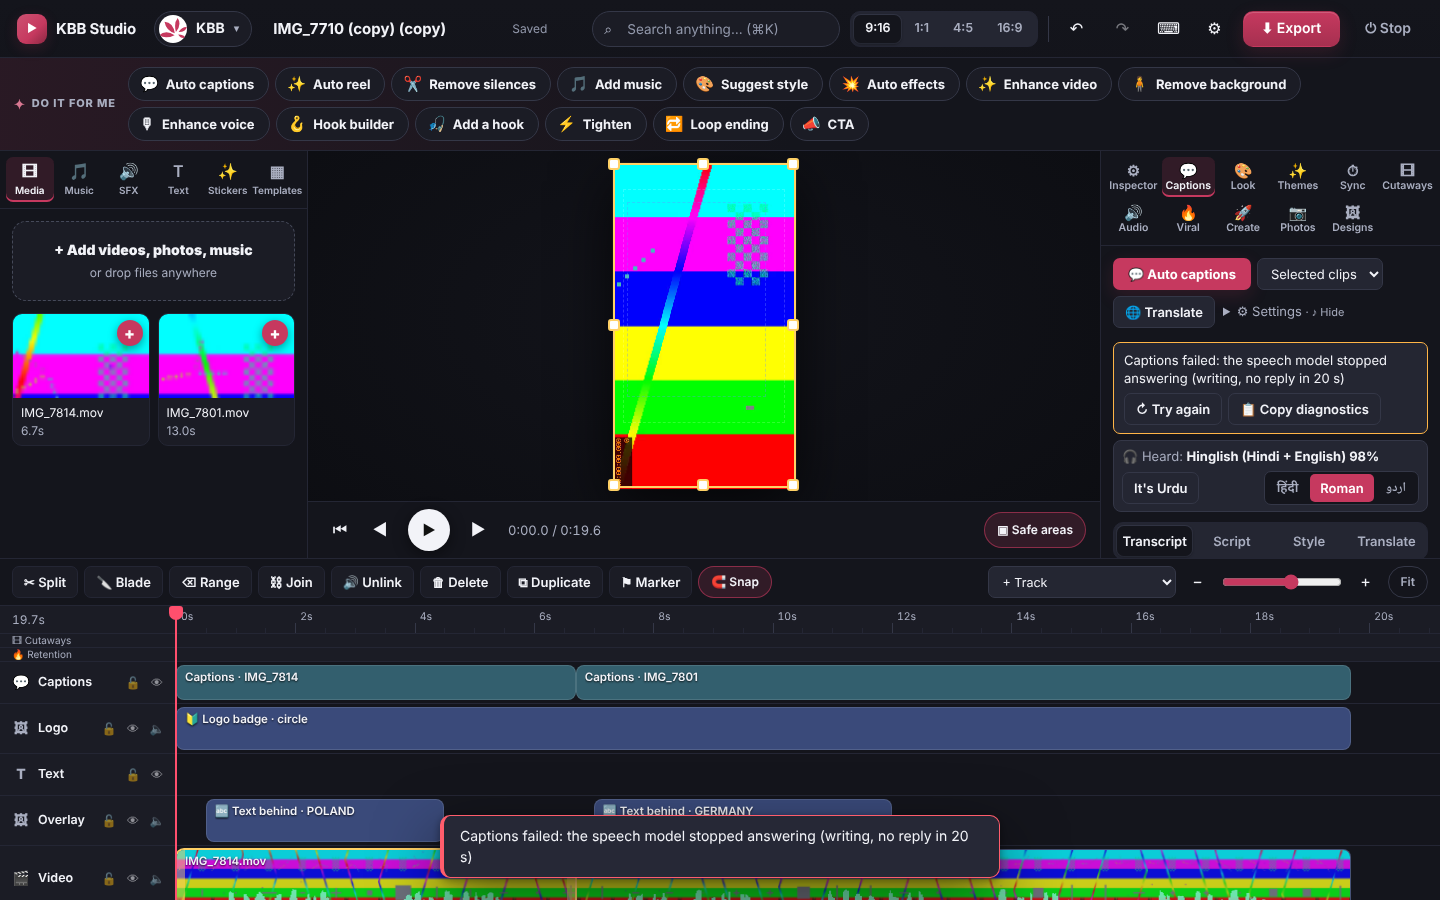 KBB Studio
KBB
IMG_7710 (copy) (copy)
Saved
Search anything... (⌘K)
9:16
1:1
4:5
16:9
Export
Stop
DO IT FOR ME
Auto captions
Auto reel
Remove silences
Add music
Suggest style
Auto effects
Enhance video
Remove background
Enhance voice
Hook builder
Add a hook
Tighten
Loop ending
CTA
Media
Music
SFX
Text
Stickers
Templates
+ Add videos, photos, music
or drop files anywhere
IMG_7814.mov
6.7s
IMG_7801.mov
13.0s
0:00.0 / 0:19.6
Safe areas
Inspector
Captions
Look
Themes
Sync
Cutaways
Audio
Viral
Create
Photos
Designs
Auto captions
Selected clips
Translate
Settings · ♪ Hide
Captions failed: the speech model stopped
answering (writing, no reply in 20 s)
Try again
Copy diagnostics
Heard: Hinglish (Hindi + English) 98%
It's Urdu
हिंदी
Roman
اردو
Transcript
Script
Style
Translate
Split
Blade
Range
Join
Unlink
Delete
Duplicate
Marker
Snap
+ Track
Fit
19.7s
0s
2s
4s
6s
8s
10s
12s
14s
16s
18s
20s
Cutaways
Retention
Captions
Captions · IMG_7814
Captions · IMG_7801
Logo
Logo badge · circle
Text
Overlay
Text behind · POLAND
Text behind · GERMANY
Captions failed: the speech model stopped answering (writing, no reply in 20
s)
Video
IMG_7814.mov